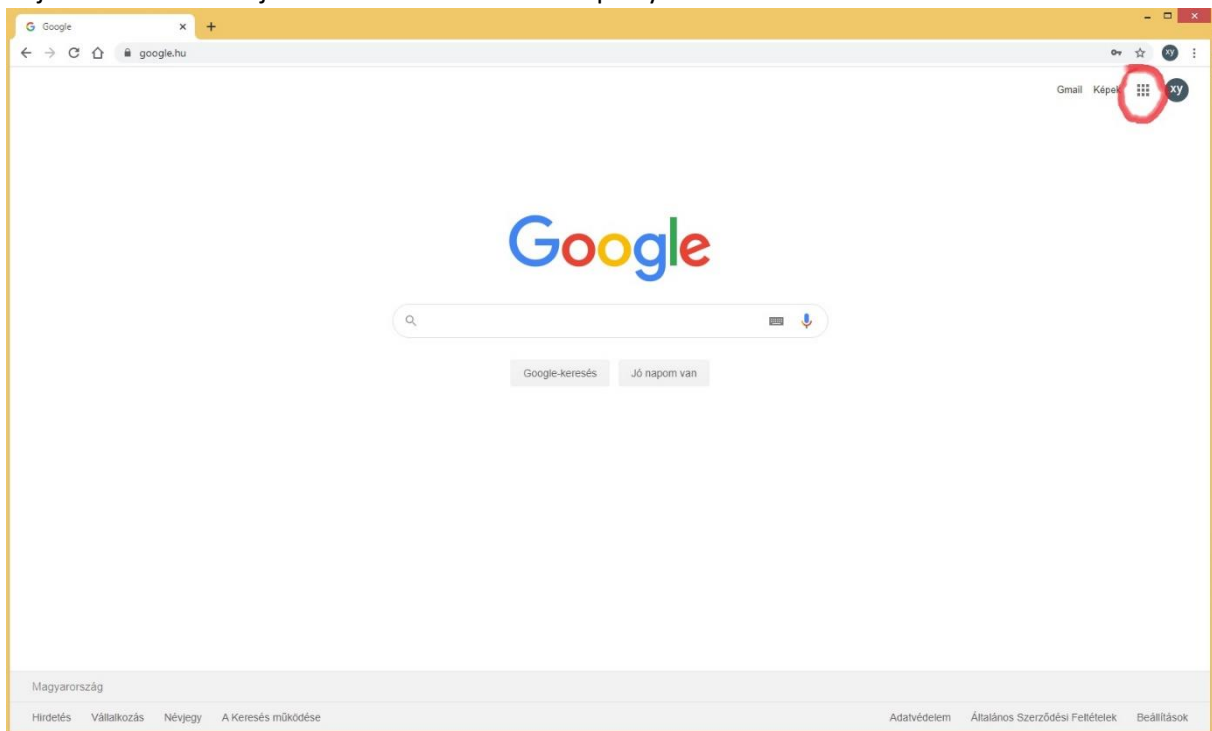 Google
google.hu
xy
Gmail Képek xy
Google
Google-keresés Jó napom van
Magyarország
Hirdetés Vállalkozás Névjegy A Keresés működése Adatvédelem Általános Szerződési Feltételek Beállítások